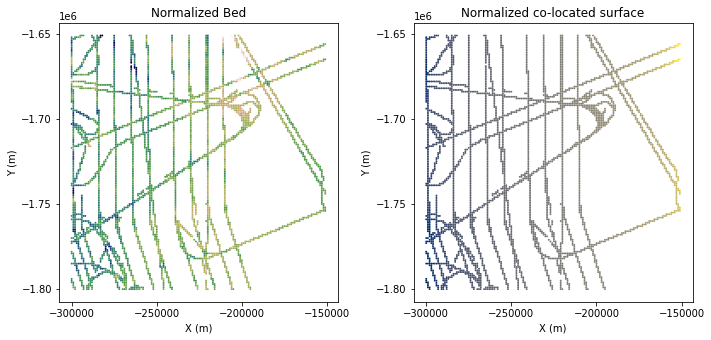 Normalized Bed
1e6
−1.65
−1.70
−1.75
−1.80
Y (m)
−300000
−250000
−200000
−150000
X (m)
Normalized co-located surface
1e6
−1.65
−1.70
−1.75
−1.80
Y (m)
−300000
−250000
−200000
−150000
X (m)